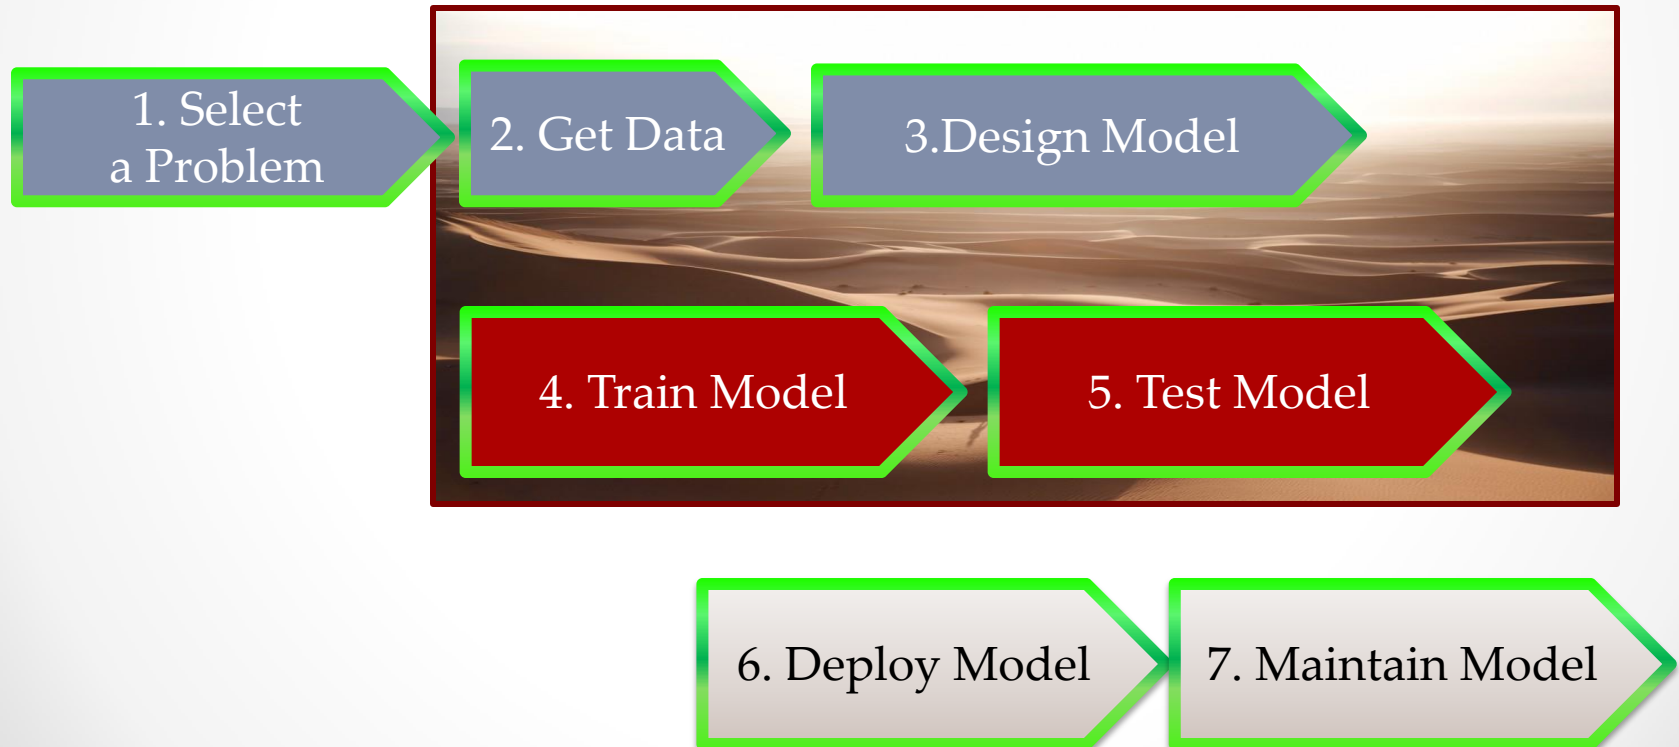 1. Select
a Problem
2. Get Data
3.Design Model
4. Train Model
5. Test Model
6. Deploy Model
7. Maintain Model